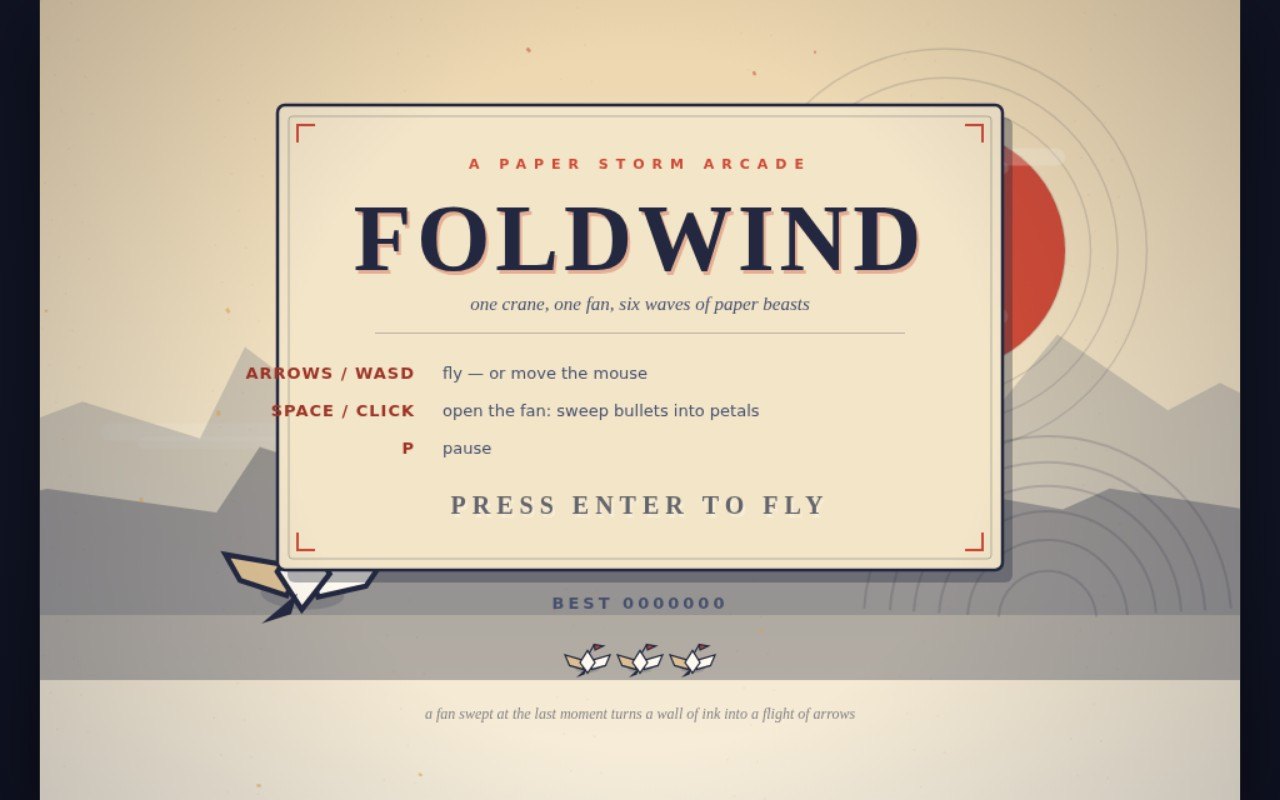 A PAPER STORM ARCADE
FOLDWIND
one crane, one fan, six waves of paper beasts
ARROWS / WASD fly — or move the mouse
SPACE / CLICK open the fan: sweep bullets into petals
P pause
PRESS ENTER TO FLY
BEST 0000000
a fan swept at the last moment turns a wall of ink into a flight of arrows